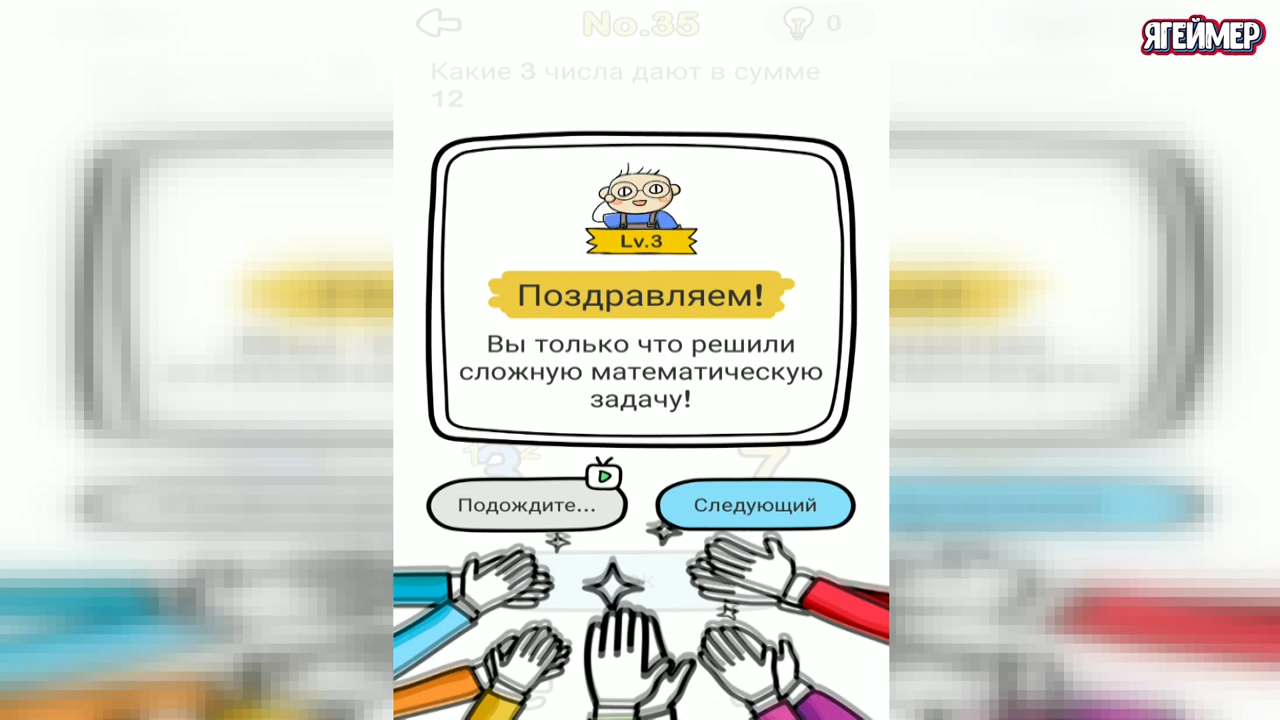 No.35
0
ЯГЕЙМЕР
Какие 3 числа дают в сумме
12
Lv.3
Поздравляем!
Вы только что решили
сложную математическую
задачу!
7
Подождите...
Следующий